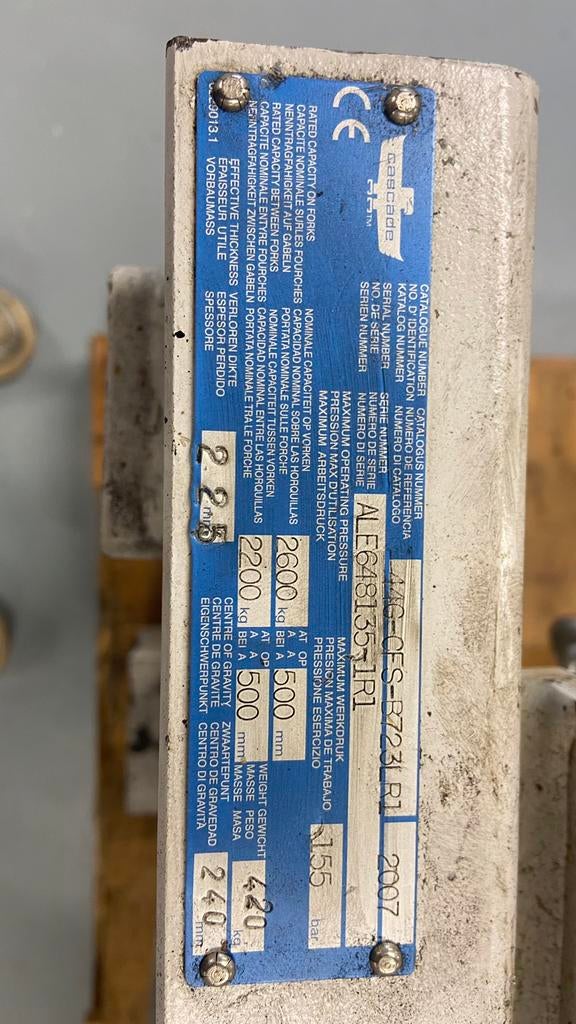 cascade
TM
CE
CATALOGUE NUMBER CATALOGUS NUMMER
NO. D' IDENTIFICATION NUMERO DE REFERENCIA
KATALOG NUMMER NUMERO DI CATALOGO
44G-CFS-B723LR1 2007
SERIAL NUMBER SERIE NUMMER
NO. DE SERIE NUMERO DE SERIE
SERIEN NUMMER NUMERO DI SERIE
ALE648135-1R1
MAXIMUM OPERATING PRESSURE MAXIMUM WERKDRUK
PRESSION MAX D'UTILISATION PRESION MAXIMA DE TRABAJO
MAXIMUM ARBEITSDRUCK PRESSIONE ESERCIZIO
155 bar
RATED CAPACITY ON FORKS NOMINALE CAPACITEIT OP VORKEN
CAPACITE NOMINALE SUR LES FOURCHES CAPACIDAD NOMINAL SOBRE LAS HORQUILLAS
NENNTRAGFAHIGKEIT AUF GABELN PORTATA NOMINALE SULLE FORCHE
2600 kg AT OP A A BEI A 500 mm
RATED CAPACITY BETWEEN FORKS NOMINALE CAPACITEIT TUSSEN VORKEN
CAPACITE NOMINALE ENTYRE FOURCHES CAPACIDAD NOMINAL ENTRE LAS HORQUILLAS
NENNTRAGFAHIGKEIT ZWISCHEN GABELN PORTATA NOMINALE TRA LE FORCHE
2200 kg AT OP A A BEI A 500 mm
WEIGHT GEWICHT
MASSE PESO
MASSE MASA
420 kg
EFFECTIVE THICKNESS VERLOREN DIKTE
EPAISSEUR UTILE ESPESOR PERDIDO
VORBAUMASS SPESSORE
225 mm
CENTRE OF GRAVITY ZWAARTEPUNT
CENTRE DE GRAVITE CENTRO DE GRAVEDAD
EIGENSCHWERPUNKT CENTRO DI GRAVITÀ
240 mm